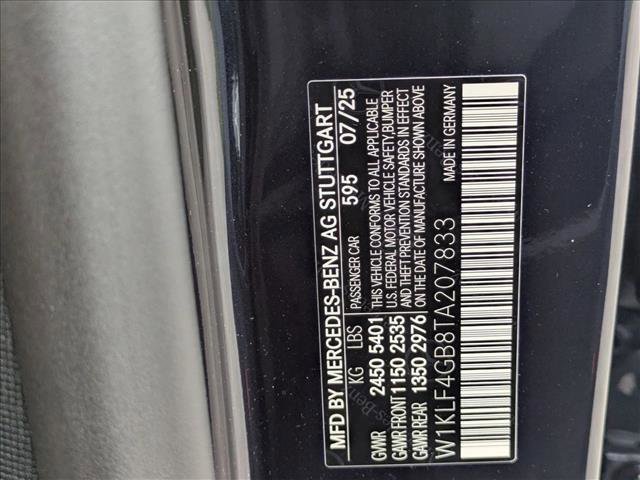 MFD BY MERCEDES-BENZ AG STUTTGART
KG LBS PASSENGER CAR 595 07/25
GVWR 2450 5401
GAWR FRONT 1150 2535
GAWR REAR 1350 2976
THIS VEHICLE CONFORMS TO ALL APPLICABLE
U.S. FEDERAL MOTOR VEHICLE SAFETY,BUMPER
AND THEFT PREVENTION STANDARDS IN EFFECT
ON THE DATE OF MANUFACTURE SHOWN ABOVE
W1KLF4GB8TA207833 MADE IN GERMANY